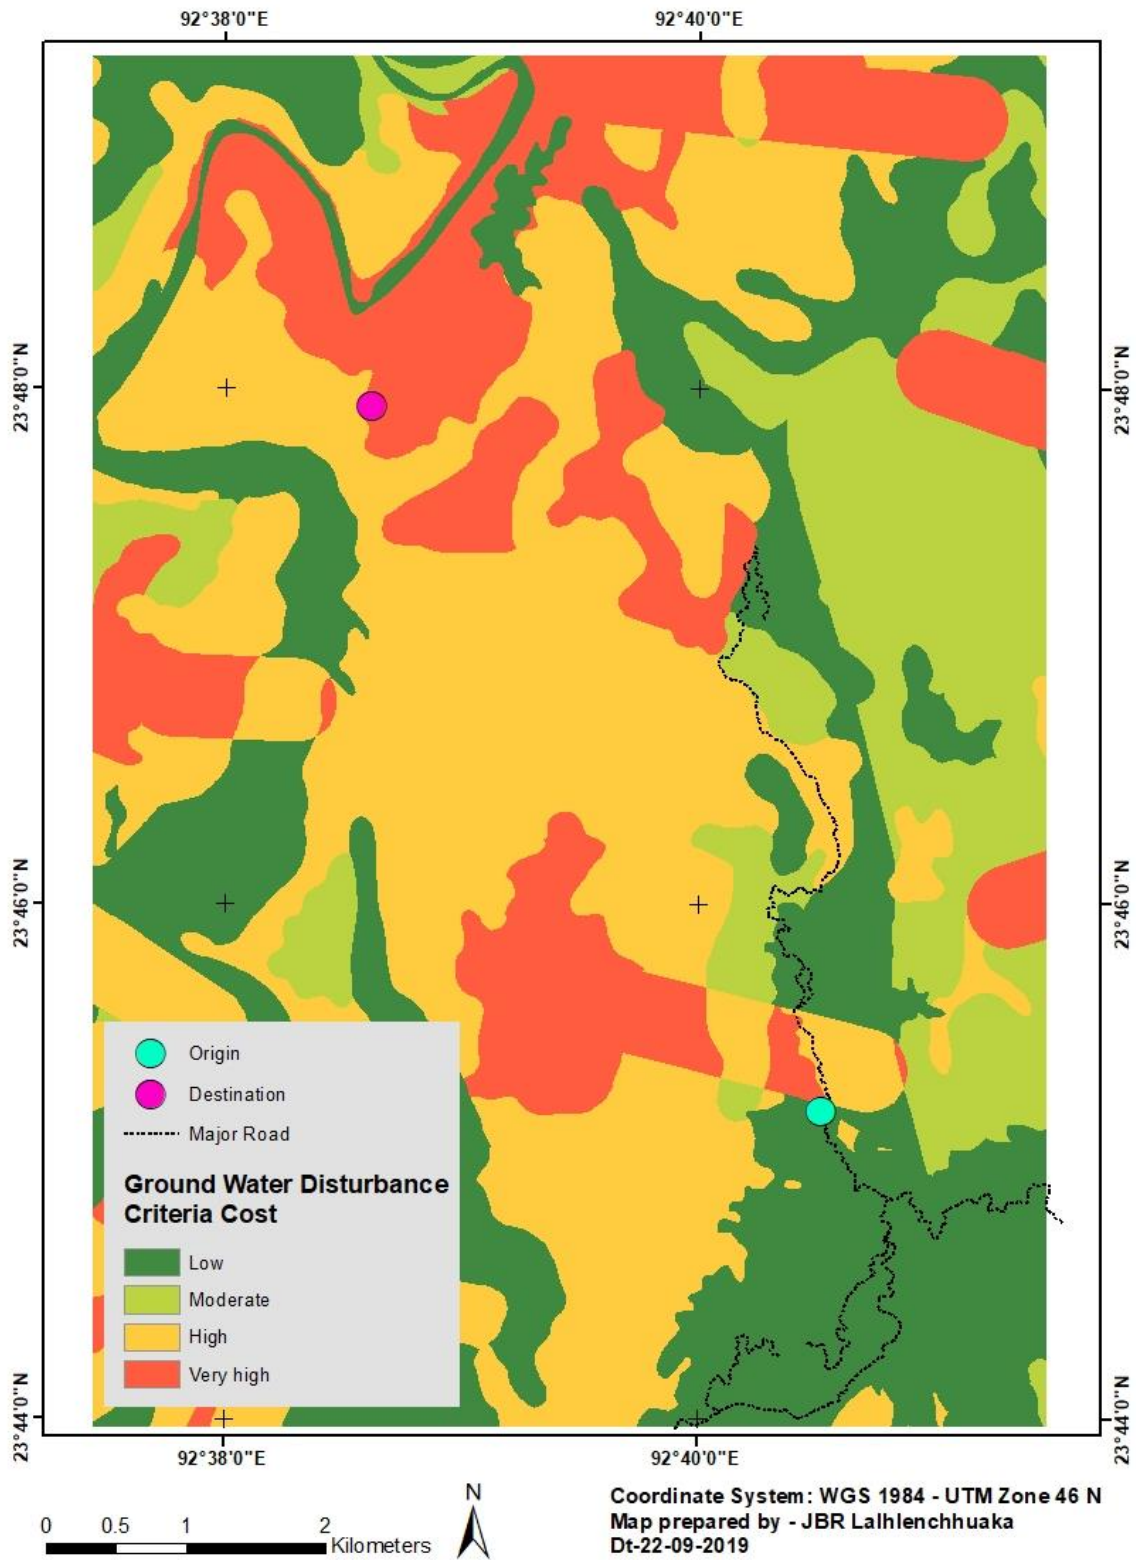 92°38'0"E 92°40'0"E
23°48'0"N 23°48'0"N
23°46'0"N 23°46'0"N
Origin
Destination
Major Road
Ground Water Disturbance
Criteria Cost
Low
Moderate
High
Very high
23°44'0"N 23°44'0"N
92°38'0"E 92°40'0"E
N
0 0.5 1 2
Kilometers
Coordinate System: WGS 1984 - UTM Zone 46 N
Map prepared by - JBR Lalhlenchhuaka
Dt-22-09-2019